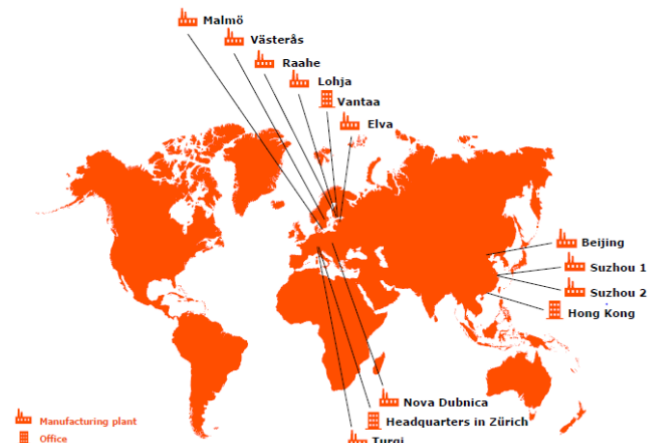 Malmö
Västerås
Raahe
Lohja
Vantaa
Elva
Beijing
Suzhou 1
Suzhou 2
Hong Kong
Nova Dubnica
Headquarters in Zürich
Turgi
Manufacturing plant
Office